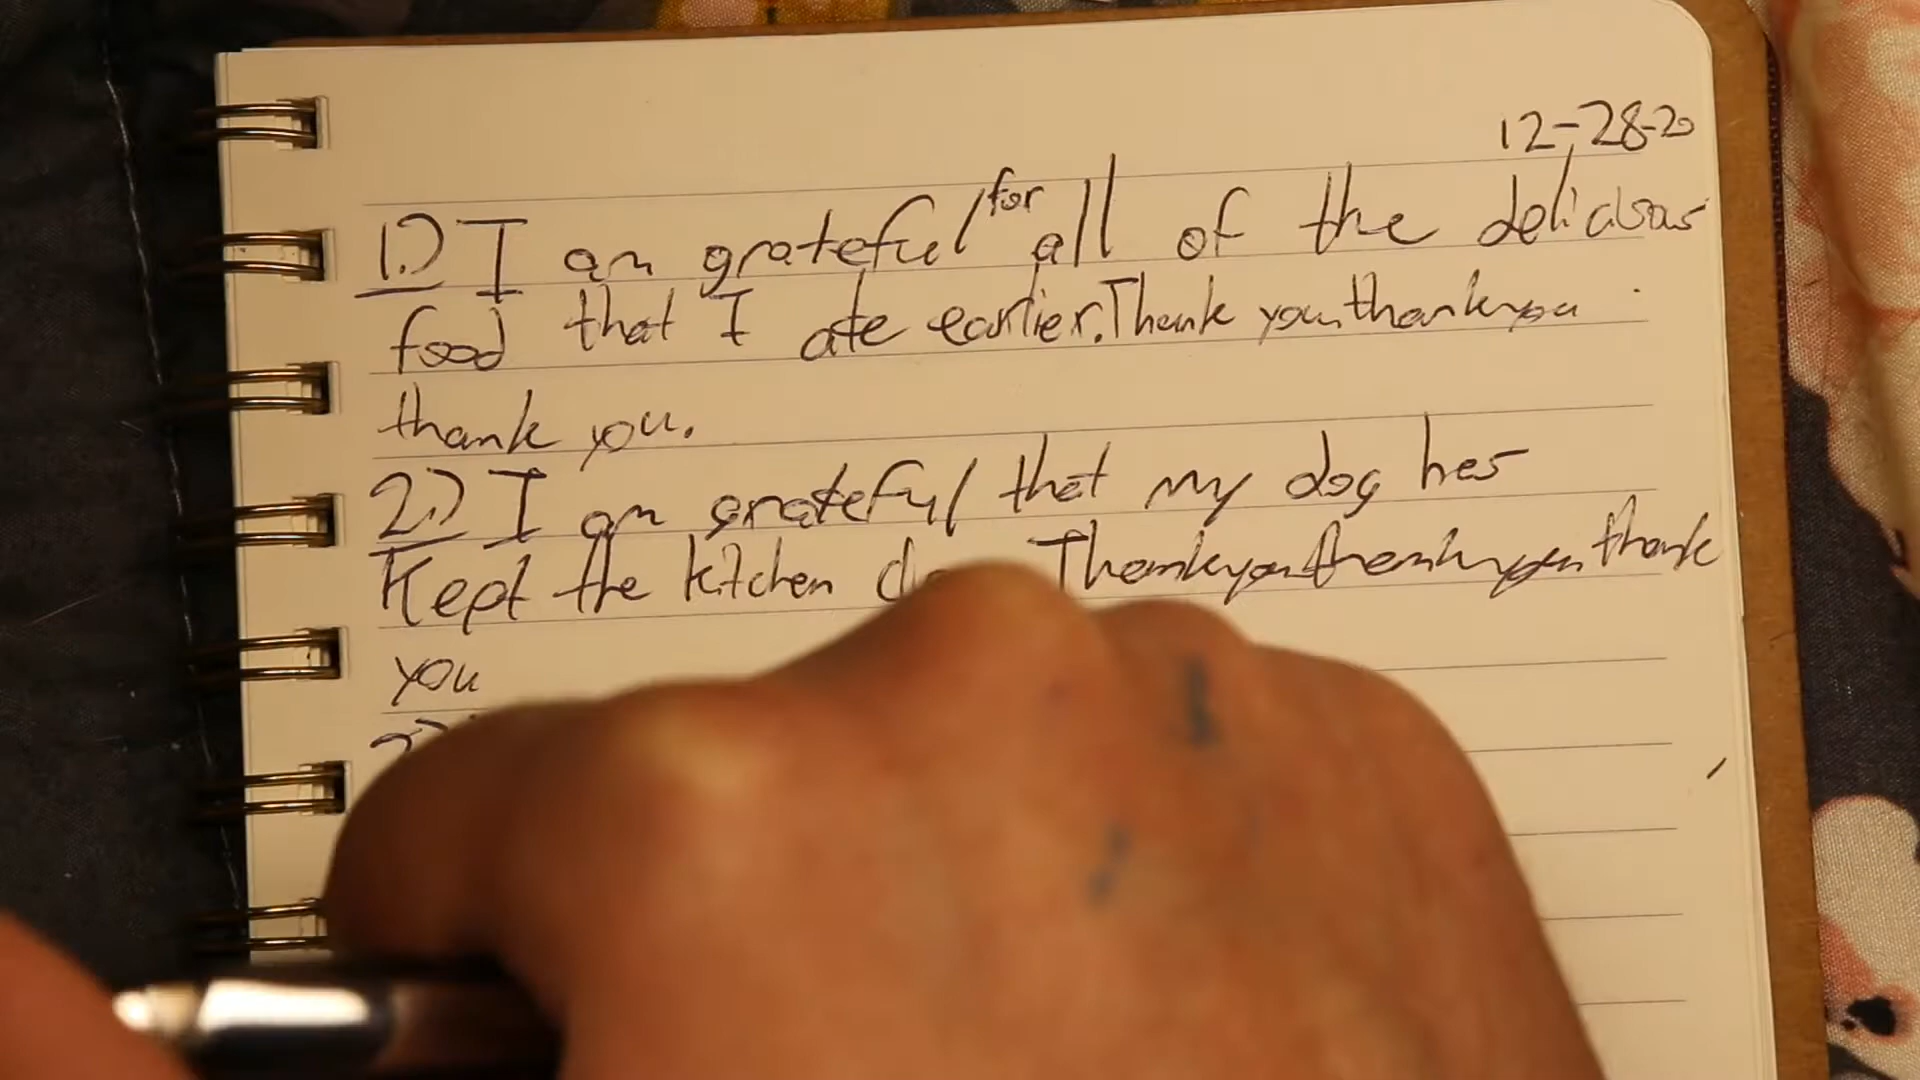 12-28-20
1.) I am grateful for all of the delicious
food that I ate earlier. Thank you thank you
thank you.
2.) I am grateful that my dog has
Kept the kitchen Thank you thank you thank
you